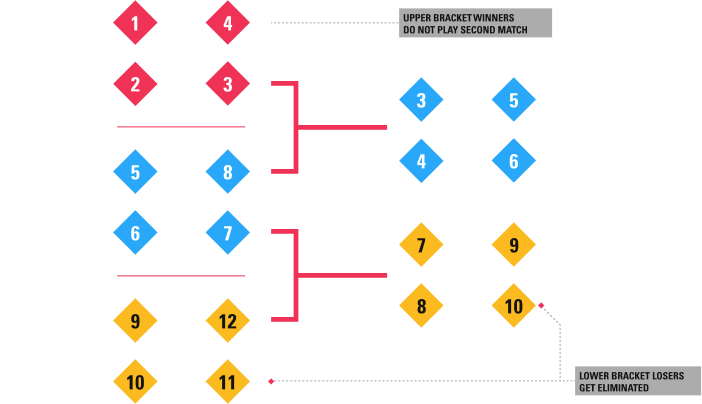 1 4
UPPER BRACKET WINNERS
DO NOT PLAY SECOND MATCH
2 3
3 5
4 6
5 8
6 7
7 9
8 10
9 12
10 11
LOWER BRACKET LOSERS
GET ELIMINATED